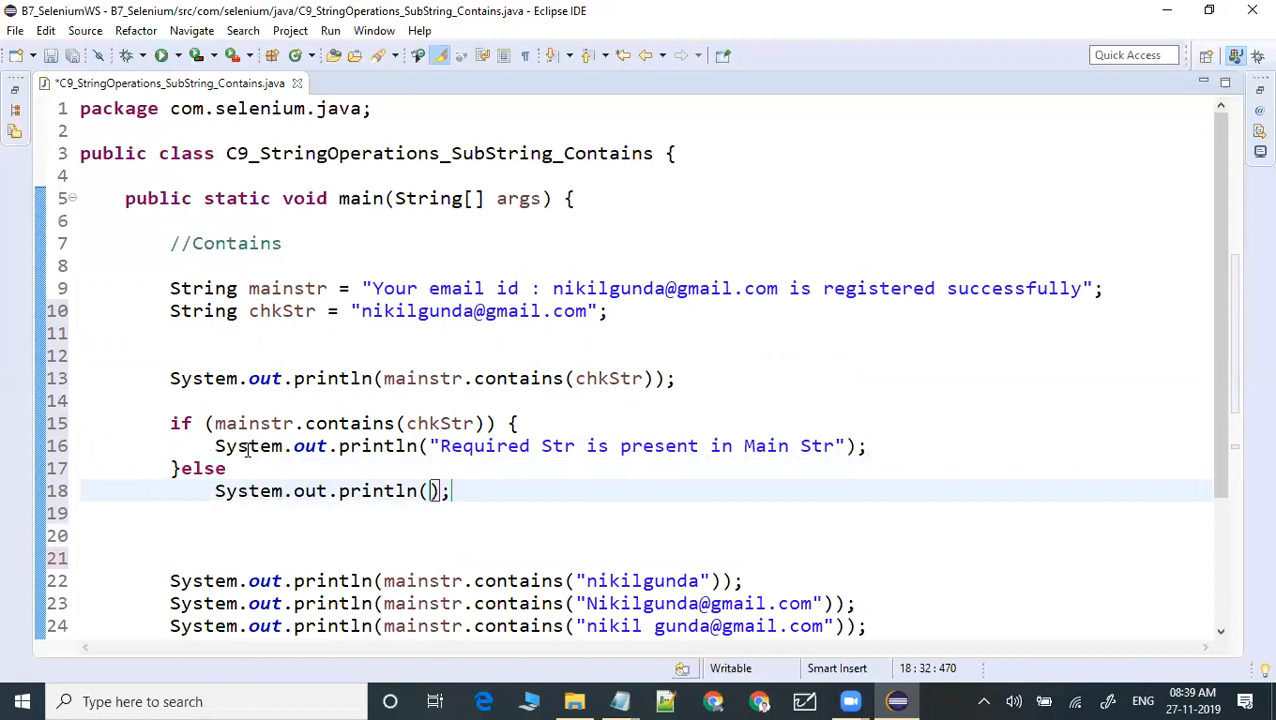 B7_SeleniumWS - B7_Selenium/src/com/selenium/java/C9_StringOperations_SubString_Contains.java - Eclipse IDE
File Edit Source Refactor Navigate Search Project Run Window Help
Quick Access
*C9_StringOperations_SubString_Contains.java
1 package com.selenium.java;
2
3 public class C9_StringOperations_SubString_Contains {
4
5 public static void main(String[] args) {
6
7 //Contains
8
9 String mainstr = "Your email id : nikilgunda@gmail.com is registered successfully";
10 String chkStr = "nikilgunda@gmail.com";
11
12
13 System.out.println(mainstr.contains(chkStr));
14
15 if (mainstr.contains(chkStr)) {
16 System.out.println("Required Str is present in Main Str");
17 }else
18 System.out.println();
19
20
21
22 System.out.println(mainstr.contains("nikilgunda"));
23 System.out.println(mainstr.contains("Nikilgunda@gmail.com"));
24 System.out.println(mainstr.contains("nikil gunda@gmail.com"));
Writable Smart Insert 18 : 32 : 470
Type here to search
ENG
08:39 AM
27-11-2019